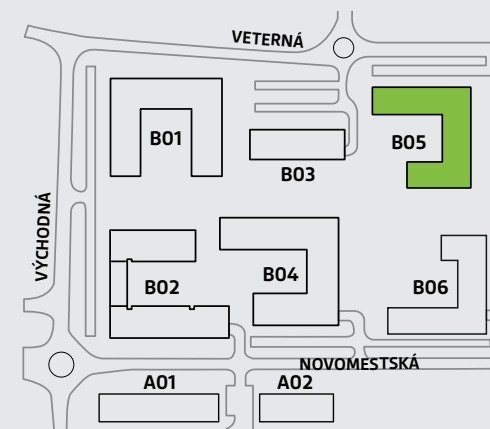 VETERNÁ
B01
B05
B03
VÝCHODNÁ
B04
B02
B06
NOVOMESTSKÁ
A01
A02